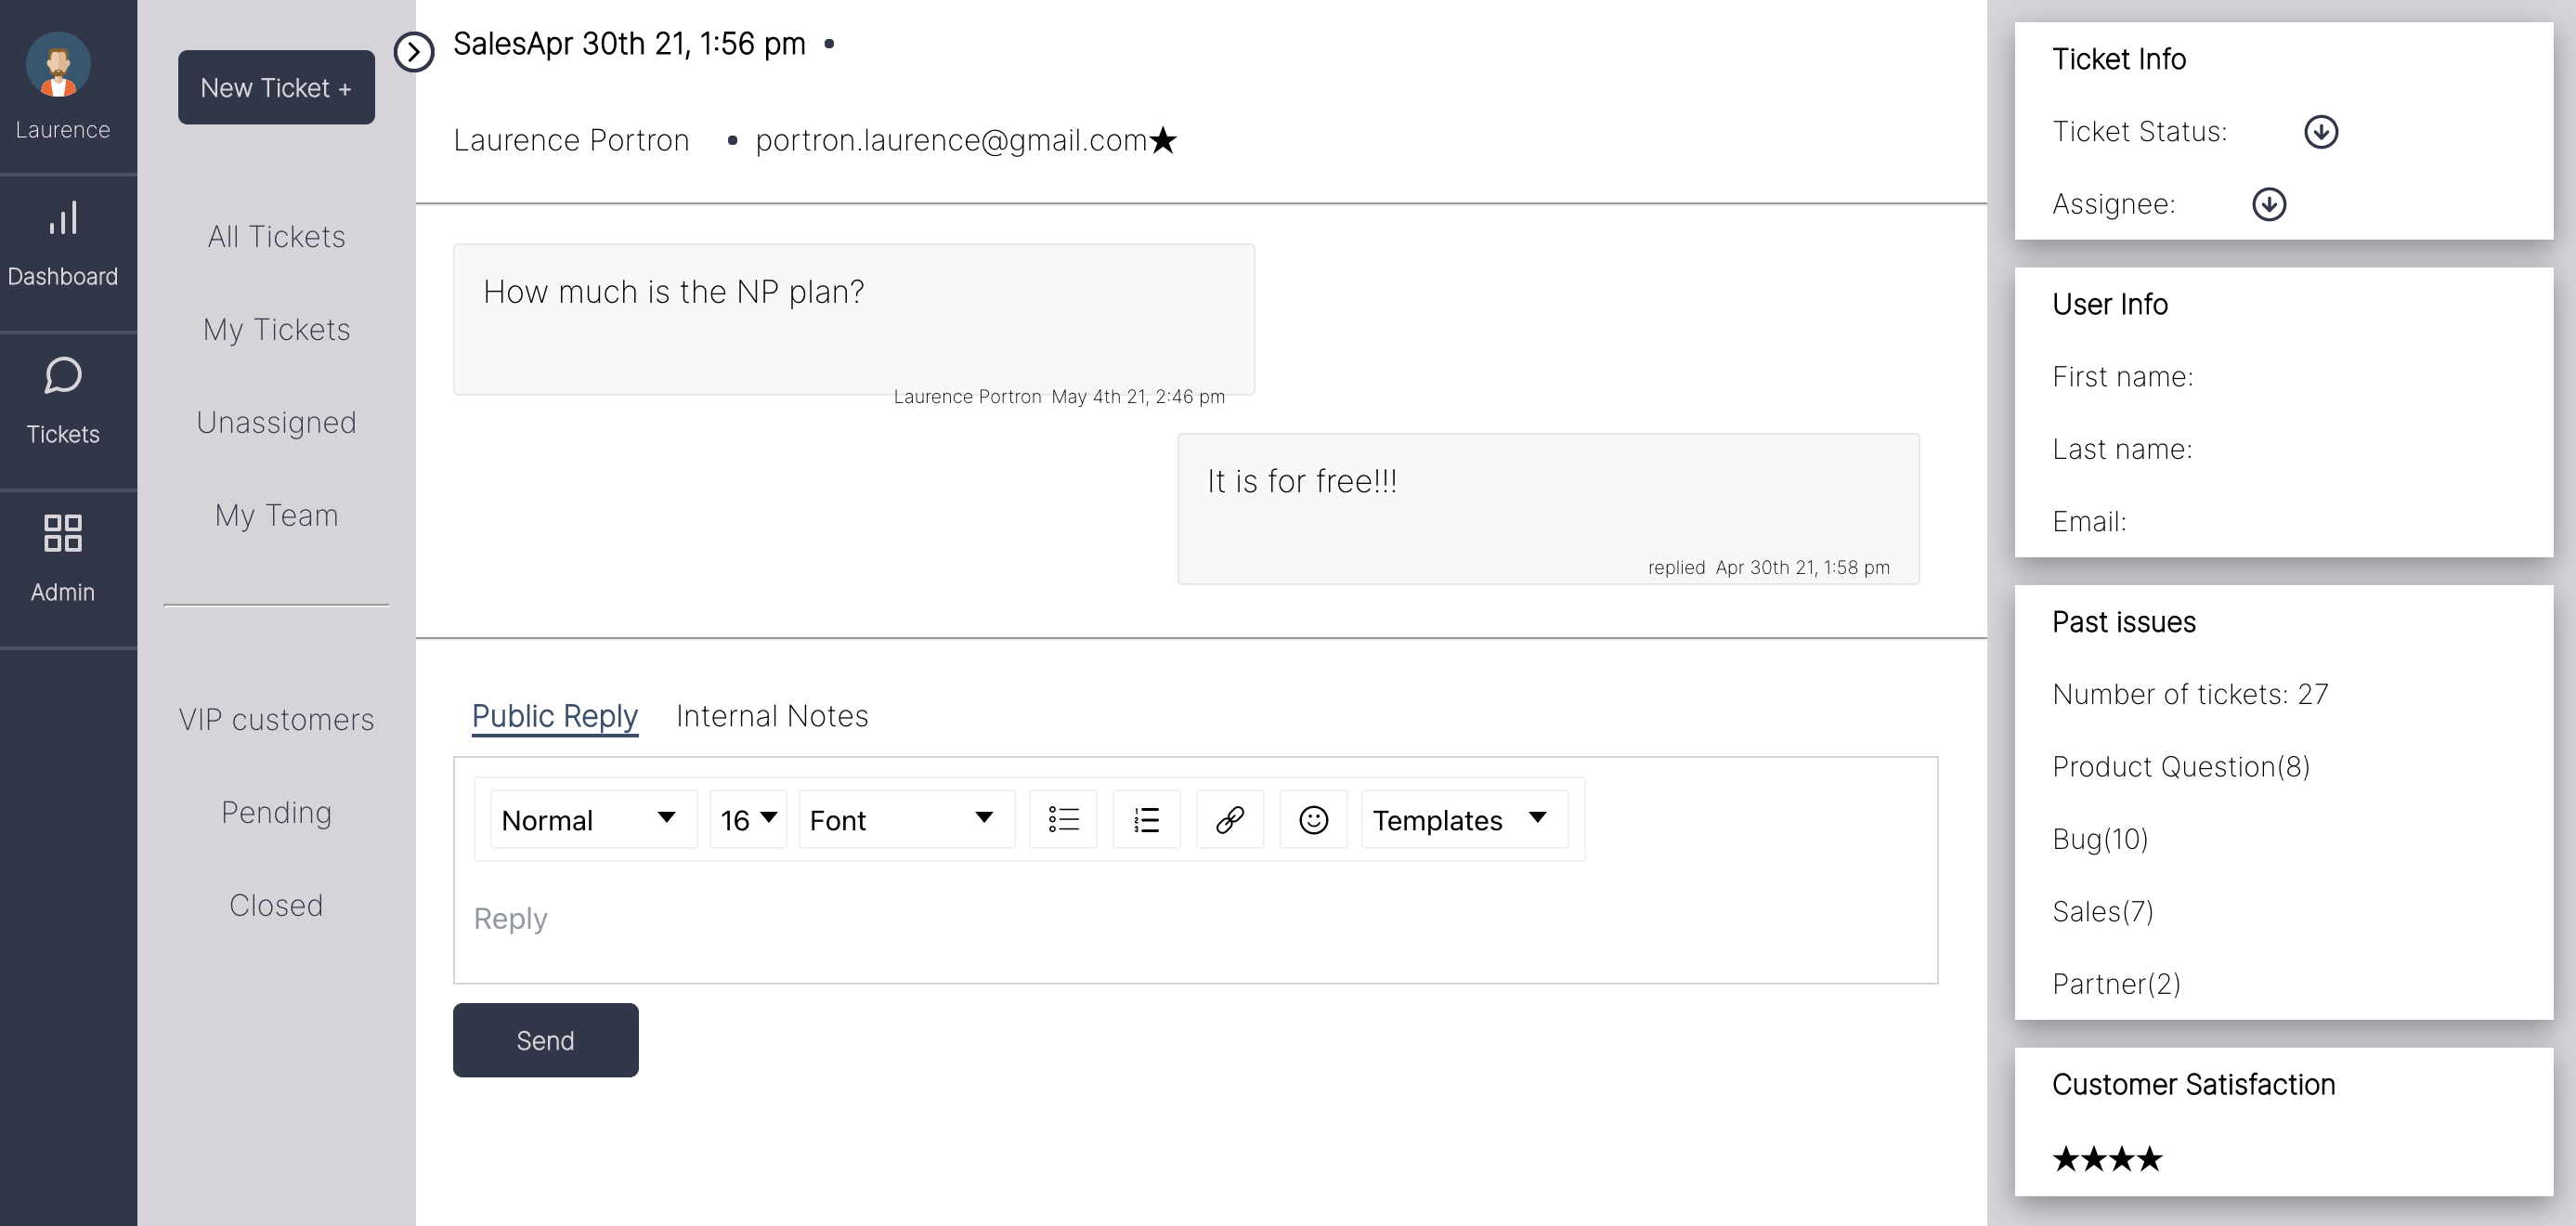 Laurence
Dashboard
Tickets
Admin
New Ticket +
All Tickets
My Tickets
Unassigned
My Team
VIP customers
Pending
Closed
SalesApr 30th 21, 1:56 pm •
Laurence Portron • portron.laurence@gmail.com★
How much is the NP plan?
Laurence Portron May 4th 21, 2:46 pm
It is for free!!!
replied Apr 30th 21, 1:58 pm
Public Reply Internal Notes
Normal 16 Font Templates
Reply
Send
Ticket Info
Ticket Status:
Assignee:
User Info
First name:
Last name:
Email:
Past issues
Number of tickets: 27
Product Question(8)
Bug(10)
Sales(7)
Partner(2)
Customer Satisfaction
★★★★